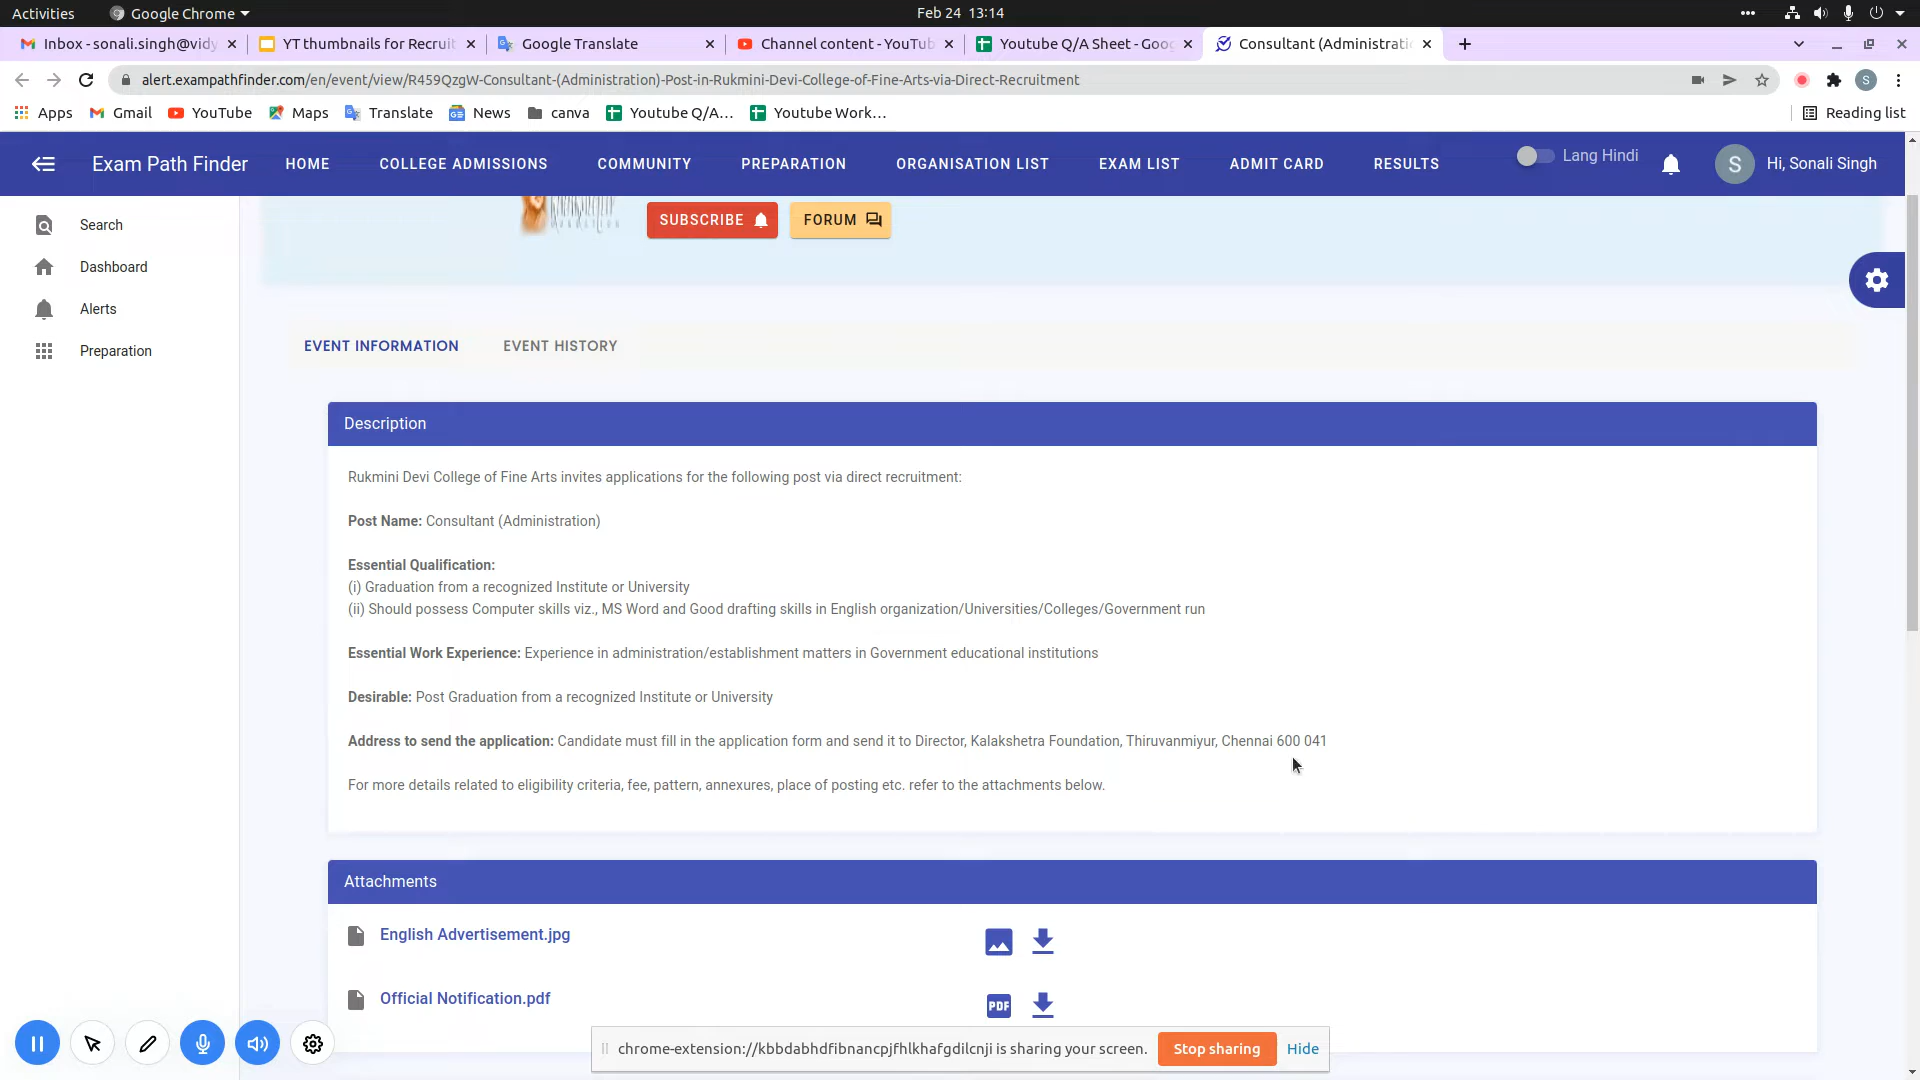 Activities Google Chrome Feb 24 13:14
Inbox - sonali.singh@vidy YT thumbnails for Recruit Google Translate Channel content - YouTub Youtube Q/A Sheet - Goog Consultant (Administrati
alert.exampathfinder.com/en/event/view/R459QzgW-Consultant-(Administration)-Post-in-Rukmini-Devi-College-of-Fine-Arts-via-Direct-Recruitment S
Apps Gmail YouTube Maps Translate News canva Youtube Q/A... Youtube Work... Reading list
Exam Path Finder HOME COLLEGE ADMISSIONS COMMUNITY PREPARATION ORGANISATION LIST EXAM LIST ADMIT CARD RESULTS Lang Hindi S Hi, Sonali Singh
SUBSCRIBE FORUM
Search
Dashboard
Alerts
Preparation
EVENT INFORMATION EVENT HISTORY
Description
Rukmini Devi College of Fine Arts invites applications for the following post via direct recruitment:
Post Name: Consultant (Administration)
Essential Qualification:
(i) Graduation from a recognized Institute or University
(ii) Should possess Computer skills viz., MS Word and Good drafting skills in English organization/Universities/Colleges/Government run
Essential Work Experience: Experience in administration/establishment matters in Government educational institutions
Desirable: Post Graduation from a recognized Institute or University
Address to send the application: Candidate must fill in the application form and send it to Director, Kalakshetra Foundation, Thiruvanmiyur, Chennai 600 041
For more details related to eligibility criteria, fee, pattern, annexures, place of posting etc. refer to the attachments below.
Attachments
English Advertisement.jpg
Official Notification.pdf PDF
chrome-extension://kbbdabhdfibnancpjfhlkhafgdilcnji is sharing your screen. Stop sharing Hide